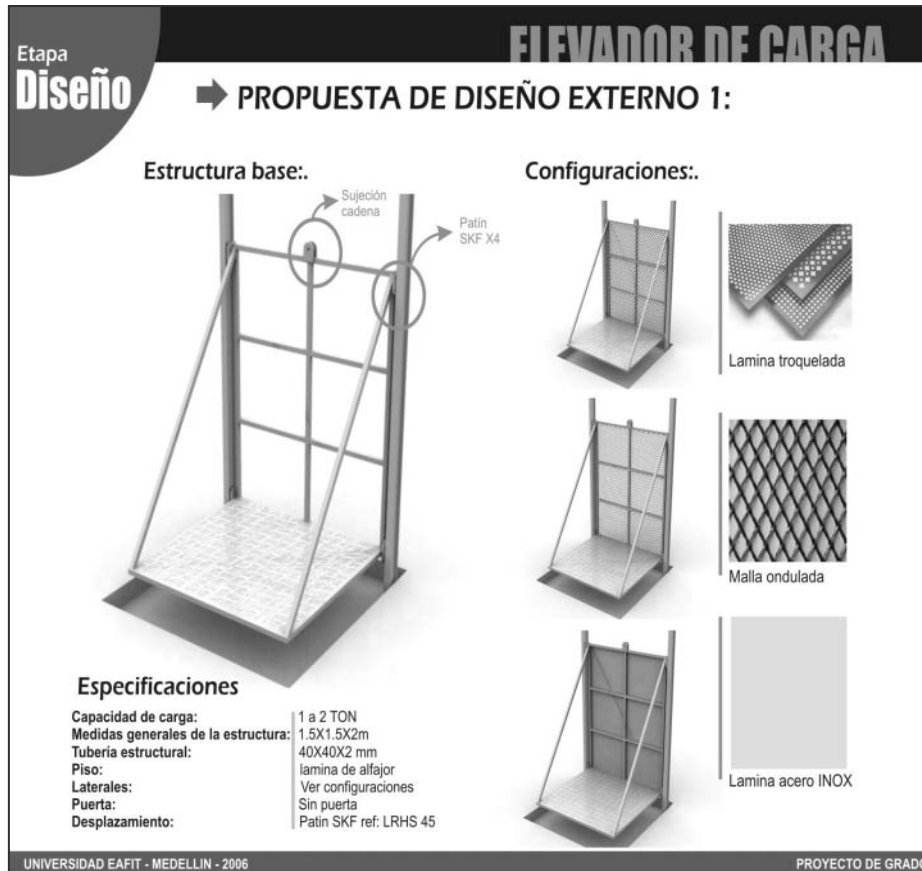 Etapa
Diseño
ELEVADOR DE CARGA
PROPUESTA DE DISEÑO EXTERNO 1:
Estructura base:.
Sujeción
cadena
Patín
SKF X4
Configuraciones:.
Lamina troquelada
Malla ondulada
Lamina acero INOX
Especificaciones
Capacidad de carga: 1 a 2 TON
Medidas generales de la estructura: 1.5X1.5X2m
Tubería estructural: 40X40X2 mm
Piso: lamina de alfajor
Laterales: Ver configuraciones
Puerta: Sin puerta
Desplazamiento: Patin SKF ref: LRHS 45
UNIVERSIDAD EAFIT - MEDELLIN - 2006
PROYECTO DE GRADO